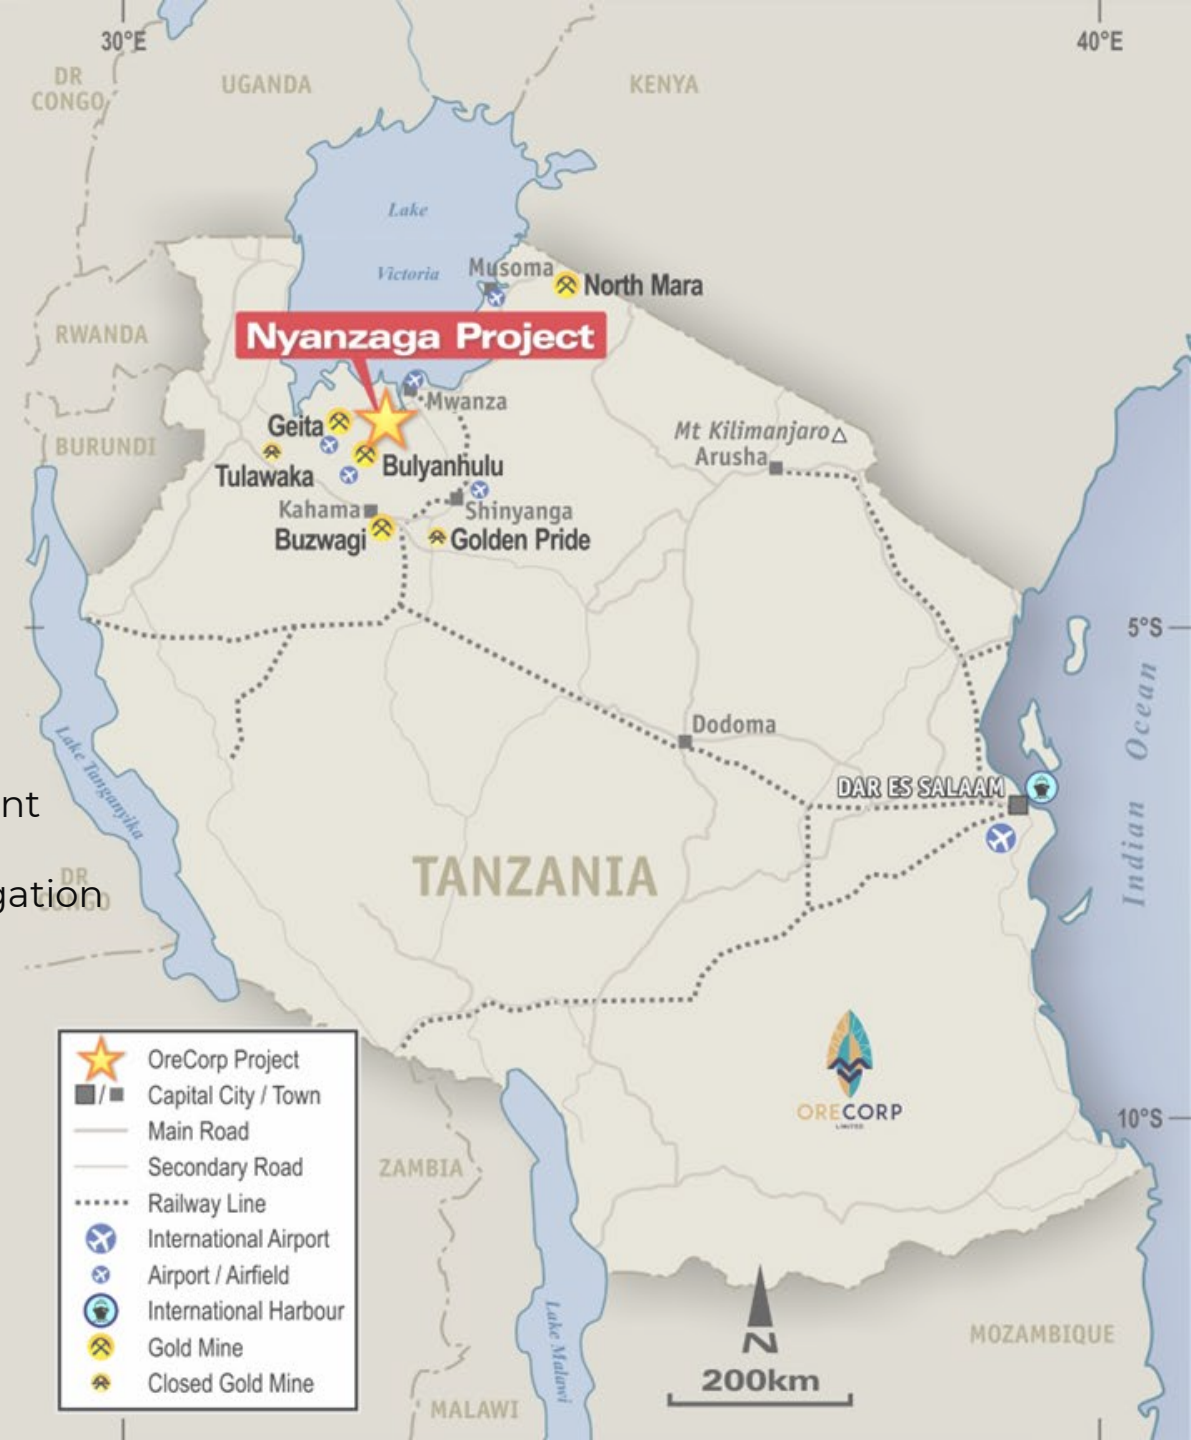 30°E
40°E
DR
CONGO
UGANDA
KENYA
Lake
Victoria
Musoma
North Mara
RWANDA
Nyanzaga Project
Mwanza
Geita
BURUNDI
Mt Kilimanjaro
Arusha
Tulawaka
Bulyanhulu
Kahama
Shinyanga
Buzwagi
Golden Pride
5°S
Indian Ocean
Dodoma
Lake Tanganyika
DAR ES SALAAM
nt
TANZANIA
DR
CONGO
gation
ORECORP
LIMITED
10°S
OreCorp Project
/ Capital City / Town
Main Road
Secondary Road
Railway Line
International Airport
Airport / Airfield
International Harbour
Gold Mine
Closed Gold Mine
ZAMBIA
Lake Malawi
MALAWI
N
200km
MOZAMBIQUE